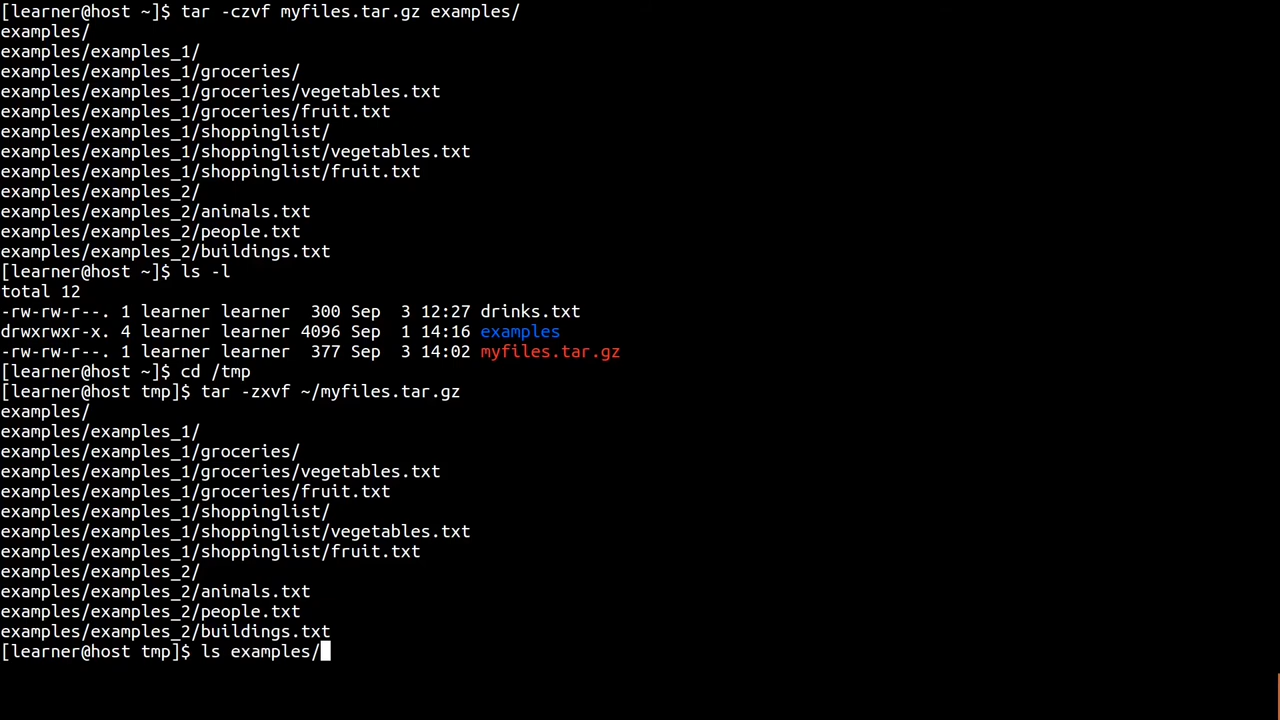 [learner@host ~]$ tar -czvf myfiles.tar.gz examples/
examples/
examples/examples_1/
examples/examples_1/groceries/
examples/examples_1/groceries/vegetables.txt
examples/examples_1/groceries/fruit.txt
examples/examples_1/shoppinglist/
examples/examples_1/shoppinglist/vegetables.txt
examples/examples_1/shoppinglist/fruit.txt
examples/examples_2/
examples/examples_2/animals.txt
examples/examples_2/people.txt
examples/examples_2/buildings.txt
[learner@host ~]$ ls -l
total 12
-rw-rw-r--. 1 learner learner  300 Sep  3 12:27 drinks.txt
drwxrwxr-x. 4 learner learner 4096 Sep  1 14:16 examples
-rw-rw-r--. 1 learner learner  377 Sep  3 14:02 myfiles.tar.gz
[learner@host ~]$ cd /tmp
[learner@host tmp]$ tar -zxvf ~/myfiles.tar.gz
examples/
examples/examples_1/
examples/examples_1/groceries/
examples/examples_1/groceries/vegetables.txt
examples/examples_1/groceries/fruit.txt
examples/examples_1/shoppinglist/
examples/examples_1/shoppinglist/vegetables.txt
examples/examples_1/shoppinglist/fruit.txt
examples/examples_2/
examples/examples_2/animals.txt
examples/examples_2/people.txt
examples/examples_2/buildings.txt
[learner@host tmp]$ ls examples/